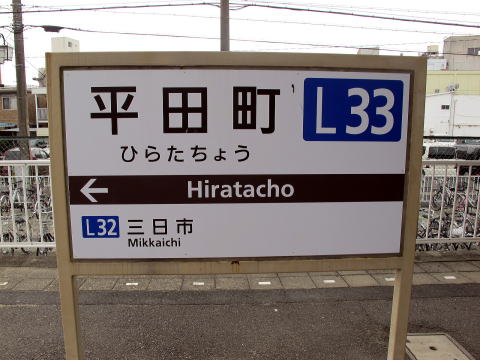 平田町 L33
ひらたちょう
← Hiratacho
L32 三日市
Mikkaichi